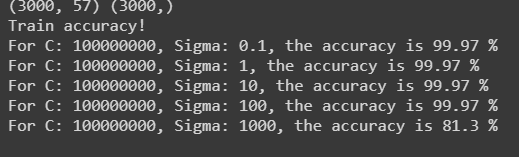 (3000, 57) (3000,)
Train accuracy!
For C: 100000000, Sigma: 0.1, the accuracy is 99.97 %
For C: 100000000, Sigma: 1, the accuracy is 99.97 %
For C: 100000000, Sigma: 10, the accuracy is 99.97 %
For C: 100000000, Sigma: 100, the accuracy is 99.97 %
For C: 100000000, Sigma: 1000, the accuracy is 81.3 %